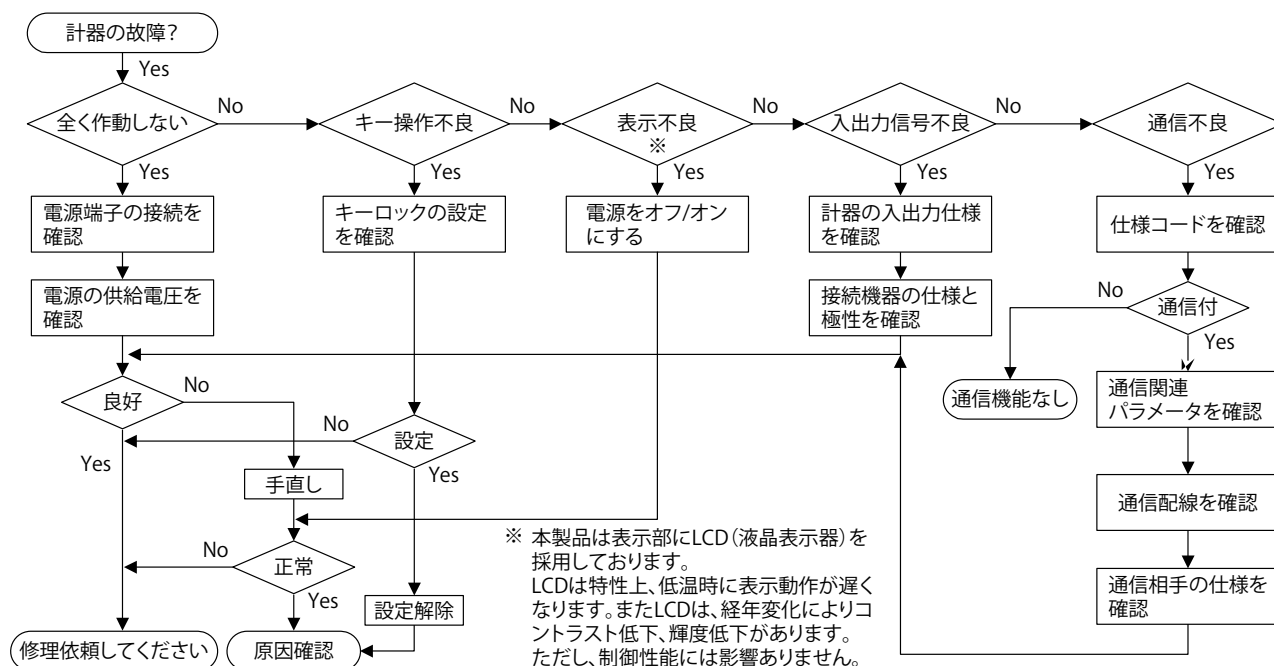 計器の故障?
Yes
全く作動しない
No
キー操作不良
No
表示不良
※
No
入出力信号不良
No
通信不良
Yes
Yes
Yes
Yes
Yes
電源端子の接続を
確認
キーロックの設定
を確認
電源をオフ/オン
にする
計器の入出力仕様
を確認
仕様コードを確認
電源の供給電圧を
確認
接続機器の仕様と
極性を確認
No
通信付
Yes
良好
No
通信機能なし
通信関連
パラメータを確認
No
設定
Yes
Yes
手直し
通信配線を確認
No
正常
Yes
※ 本製品は表示部にLCD(液晶表示器)を
採用しております。
LCDは特性上、低温時に表示動作が遅く
なります。またLCDは、経年変化によりコ
ントラスト低下、輝度低下があります。
ただし、制御性能には影響ありません。
通信相手の仕様を
確認
設定解除
修理依頼してください
原因確認